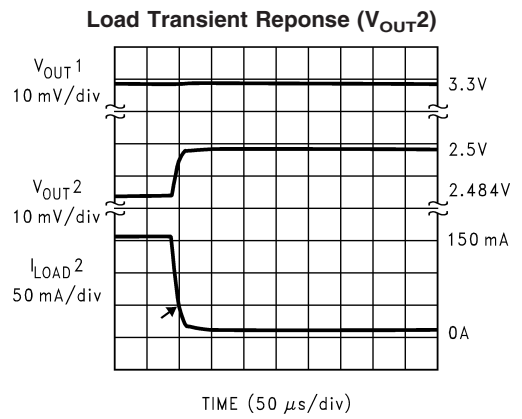 Load Transient Reponse (VOUT2)
VOUT1
10 mV/div
3.3V
2.5V
VOUT2
10 mV/div
2.484V
150 mA
ILOAD2
50 mA/div
0A
TIME (50 μs/div)